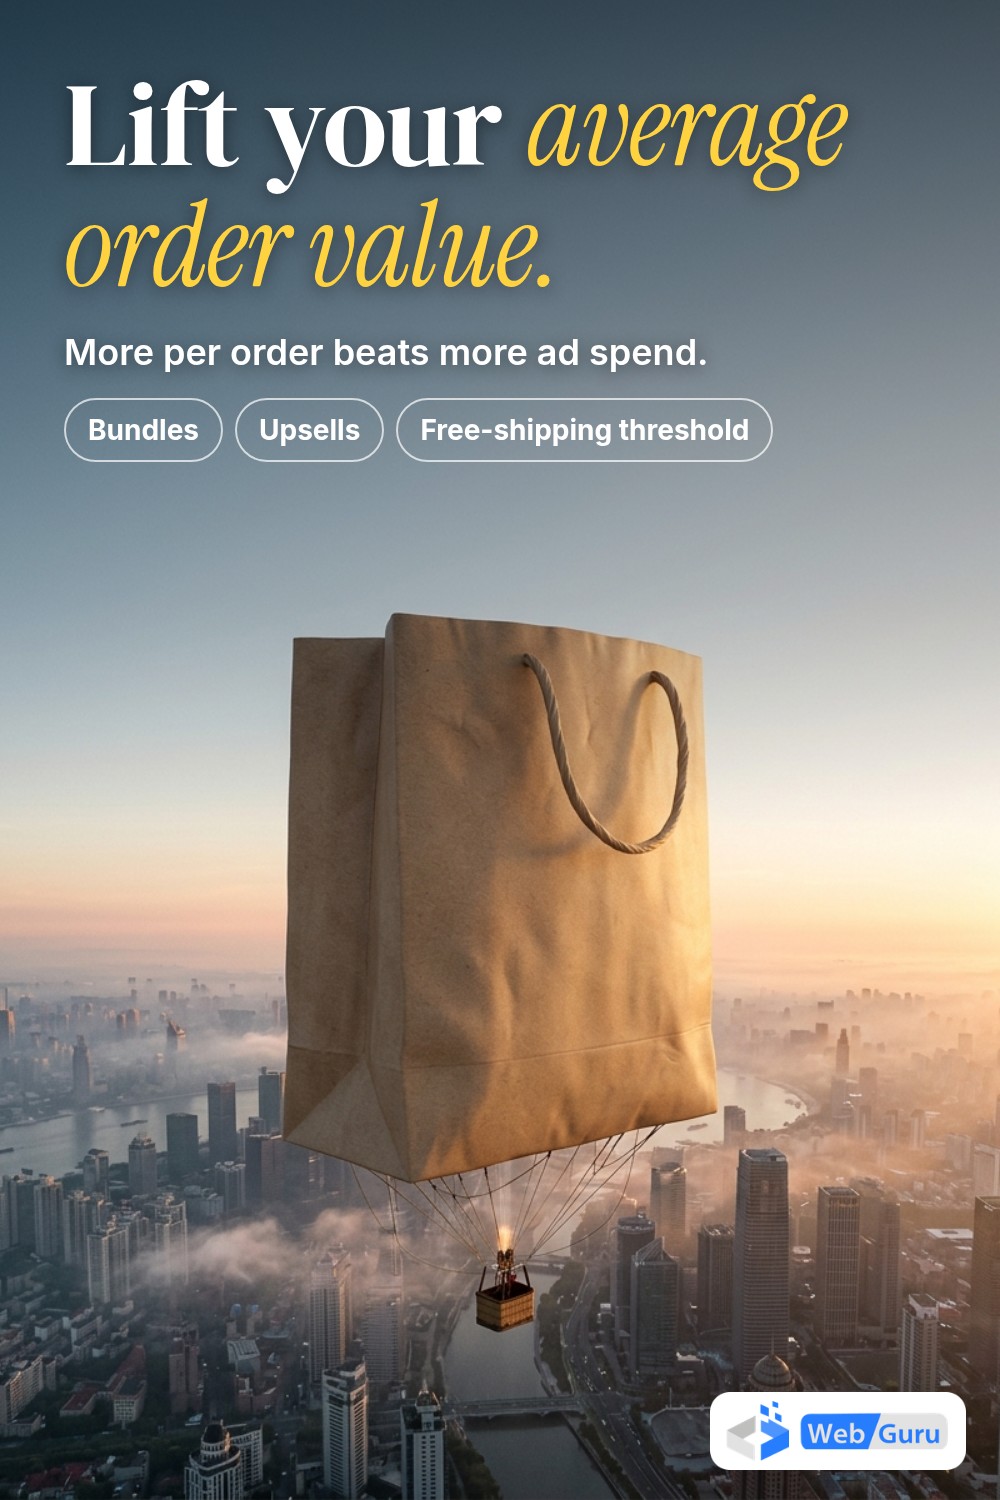 Lift your average
order value.
More per order beats more ad spend.
Bundles Upsells Free-shipping threshold
Web Guru